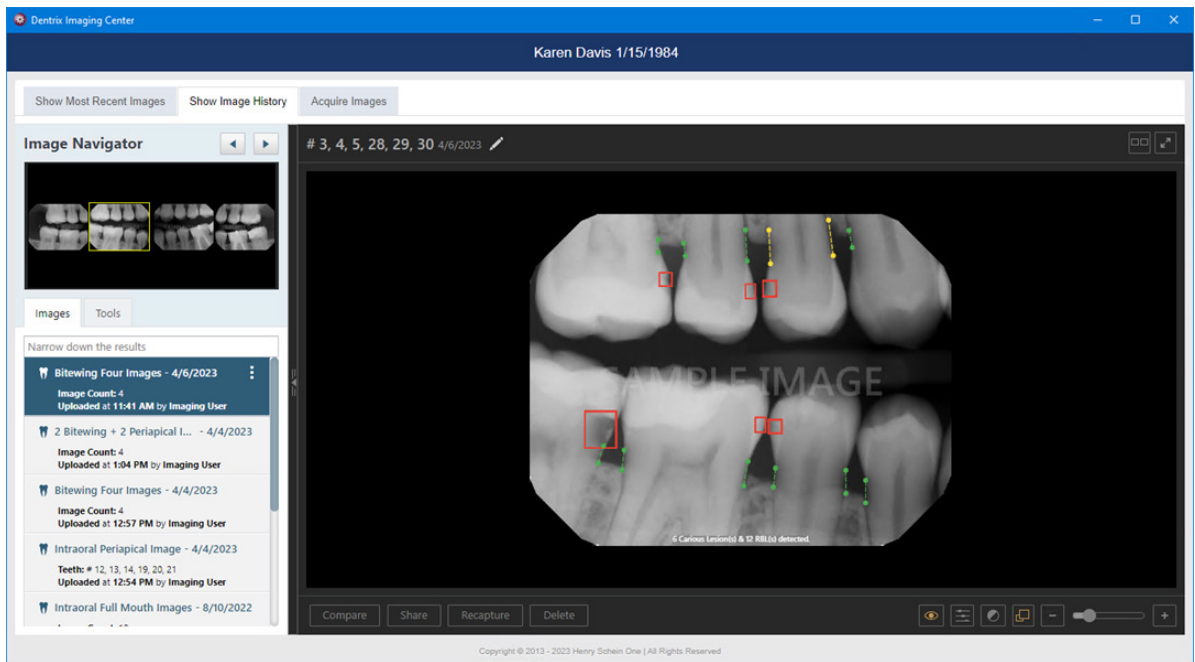 Dentrix Imaging Center
Karen Davis 1/15/1984
Show Most Recent Images
Show Image History
Acquire Images
Image Navigator
# 3, 4, 5, 28, 29, 30 4/6/2023
Images
Tools
Narrow down the results
Bitewing Four Images - 4/6/2023
Image Count: 4
Uploaded at 11:41 AM by Imaging User
2 Bitewing + 2 Periapical I... - 4/4/2023
Image Count: 4
Uploaded at 1:04 PM by Imaging User
Bitewing Four Images - 4/4/2023
Image Count: 4
Uploaded at 12:57 PM by Imaging User
Intraoral Periapical Image - 4/4/2023
Teeth: # 12, 13, 14, 19, 20, 21
Uploaded at 12:54 PM by Imaging User
Intraoral Full Mouth Images - 8/10/2022
SAMPLE IMAGE
6 Carious Lesion(s) & 12 RBL(s) detected.
Compare
Share
Recapture
Delete
Copyright © 2013 - 2023 Henry Schein One | All Rights Reserved